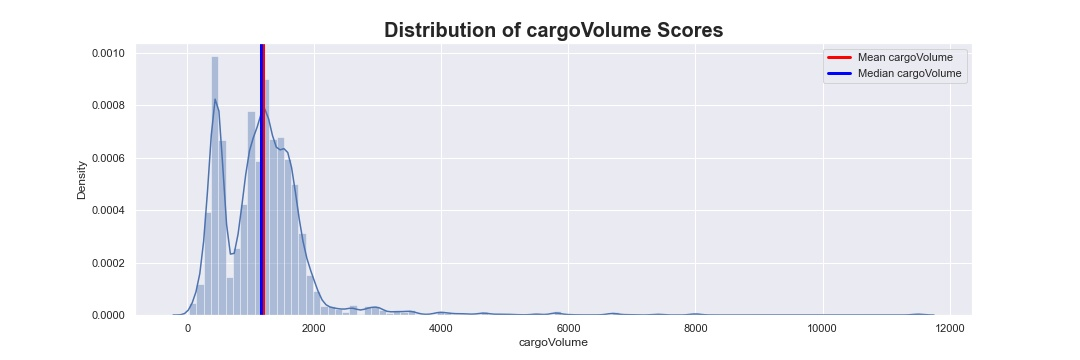 Distribution of cargoVolume Scores
Mean cargoVolume
Median cargoVolume
0.0010
0.0008
0.0006
0.0004
0.0002
0.0000
Density
0 2000 4000 6000 8000 10000 12000
cargoVolume